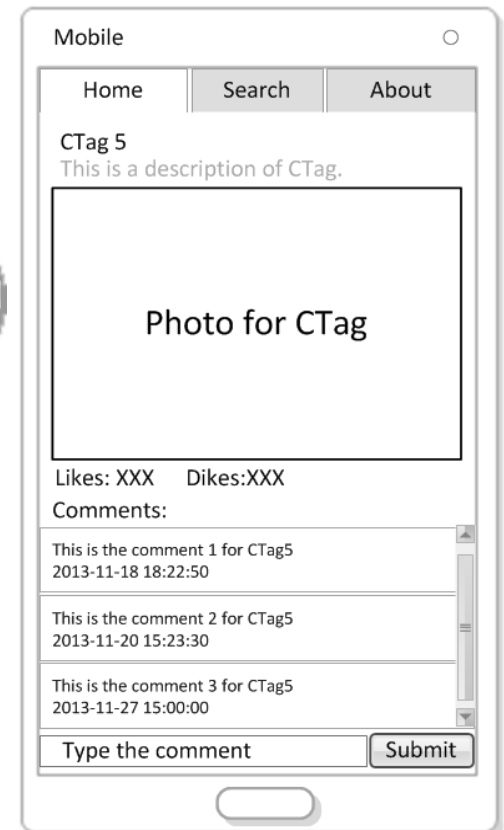 Mobile
Home Search About
CTag 5
This is a description of CTag.
Photo for CTag
Likes: XXX Dikes:XXX
Comments:
This is the comment 1 for CTag5
2013-11-18 18:22:50
This is the comment 2 for CTag5
2013-11-20 15:23:30
This is the comment 3 for CTag5
2013-11-27 15:00:00
Type the comment Submit